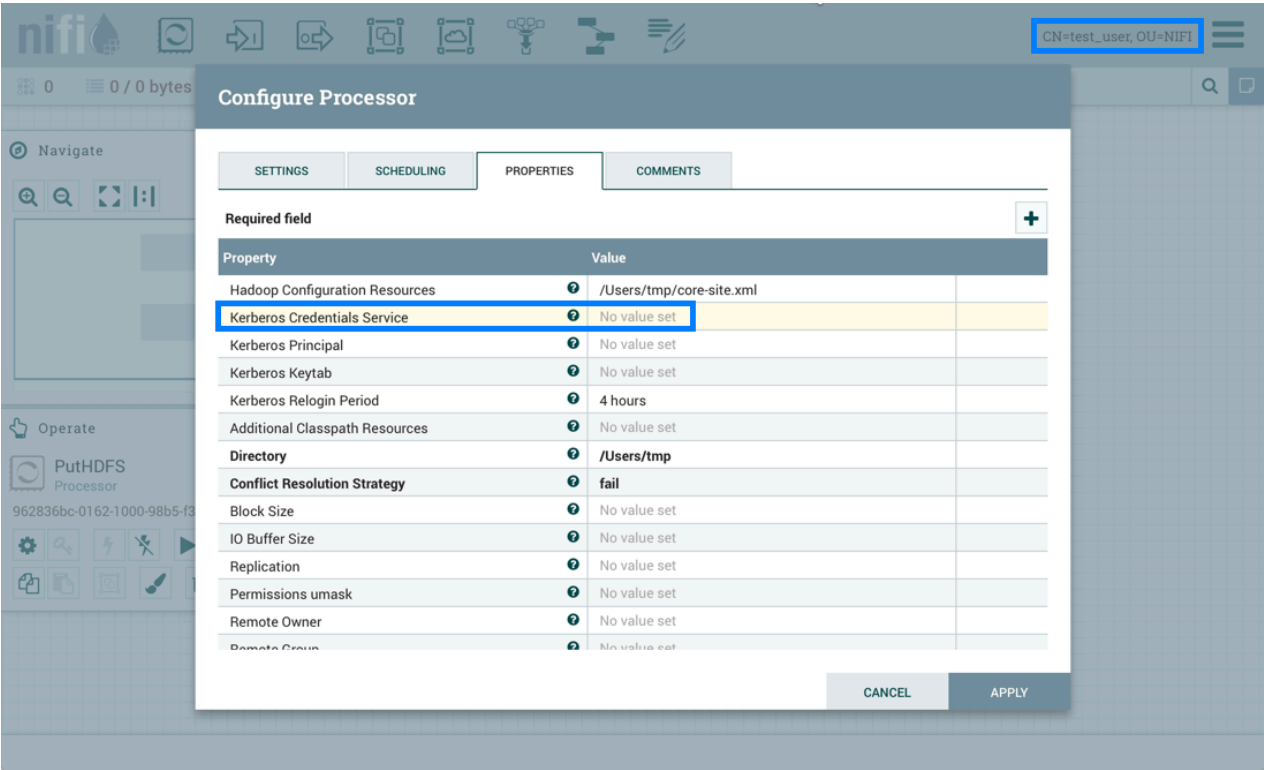 nifi
CN=test_user, OU=NIFI
0 0 / 0 bytes
Configure Processor
Navigate
SETTINGS SCHEDULING PROPERTIES COMMENTS
Required field
Property Value
Hadoop Configuration Resources /Users/tmp/core-site.xml
Kerberos Credentials Service No value set
Kerberos Principal No value set
Kerberos Keytab No value set
Kerberos Relogin Period 4 hours
Additional Classpath Resources No value set
Operate
Directory /Users/tmp
PutHDFS
Processor
Conflict Resolution Strategy fail
962836bc-0162-1000-98b5-f3
Block Size No value set
IO Buffer Size No value set
Replication No value set
Permissions umask No value set
Remote Owner No value set
Remote Group No value set
CANCEL APPLY